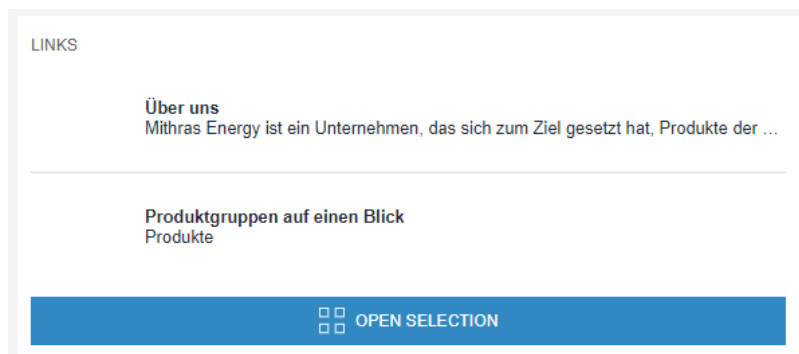 LINKS
Über uns
Mithras Energy ist ein Unternehmen, das sich zum Ziel gesetzt hat, Produkte der ...
Produktgruppen auf einen Blick
Produkte
OPEN SELECTION